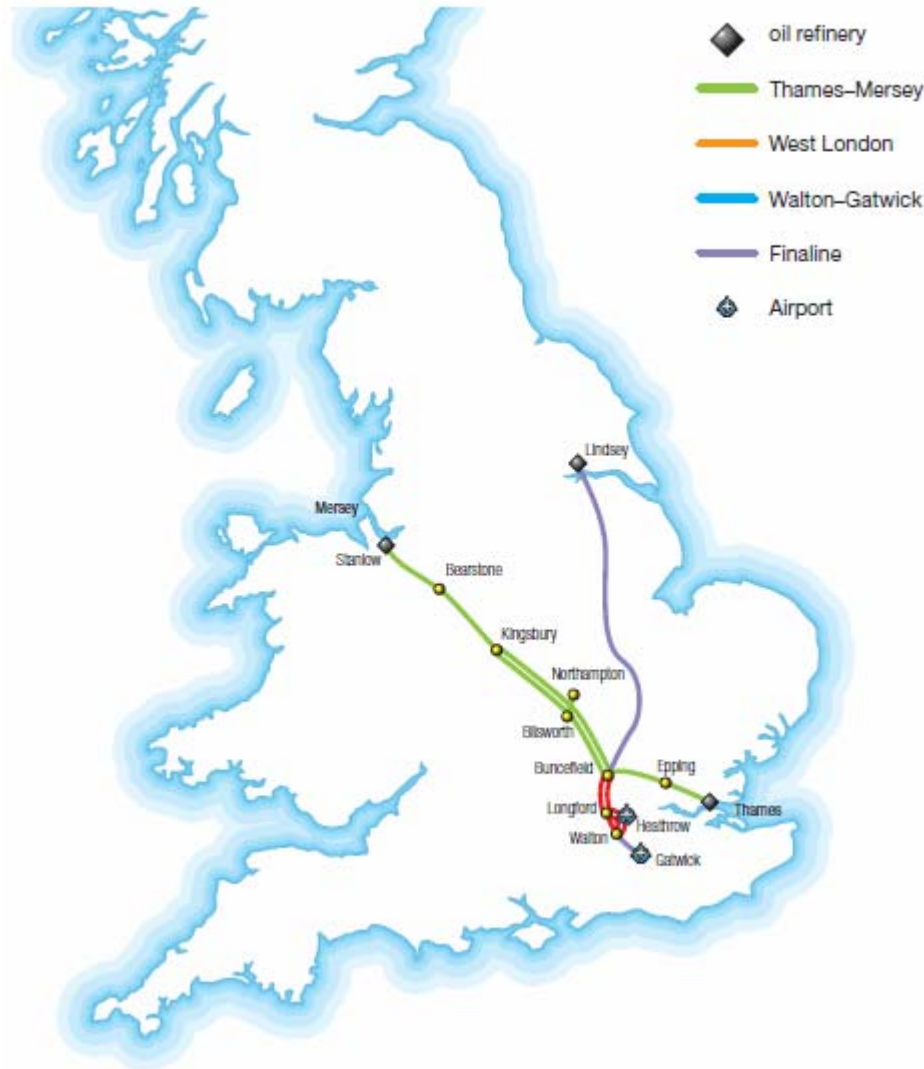 oil refinery
Thames–Mersey
West London
Walton–Gatwick
Finaline
Airport
Lindsey
Mersey
Stanlow
Bearstone
Kingsbury
Northampton
Blisworth
Buncefield
Epping
Longford
Thames
Heathrow
Walton
Gatwick